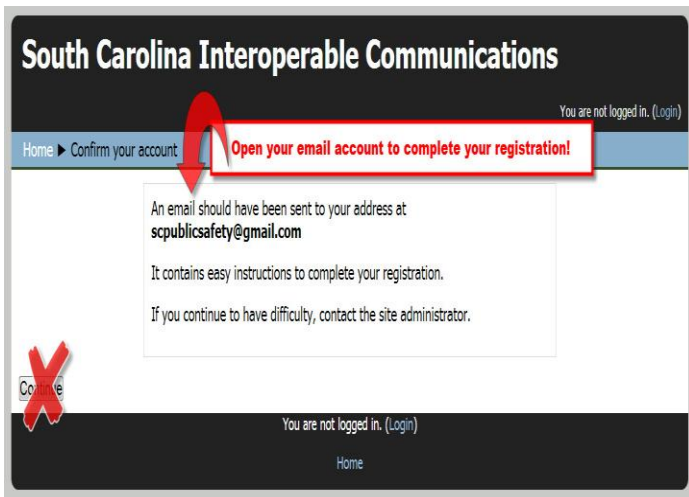 South Carolina Interoperable Communications
You are not logged in. (Login)
Home ► Confirm your account
Open your email account to complete your registration!
An email should have been sent to your address at
scpublicsafety@gmail.com
It contains easy instructions to complete your registration.
If you continue to have difficulty, contact the site administrator.
Continue
You are not logged in. (Login)
Home